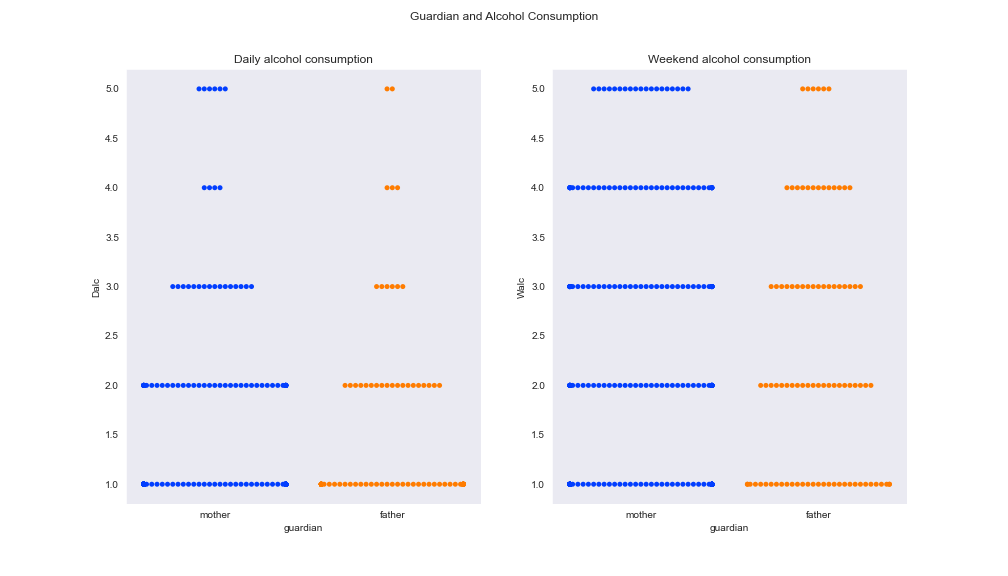 Guardian and Alcohol Consumption
Daily alcohol consumption
5.0
4.5
4.0
3.5
3.0
2.5
2.0
1.5
1.0
Dalc
mother
father
guardian
Weekend alcohol consumption
5.0
4.5
4.0
3.5
3.0
2.5
2.0
1.5
1.0
Walc
mother
father
guardian